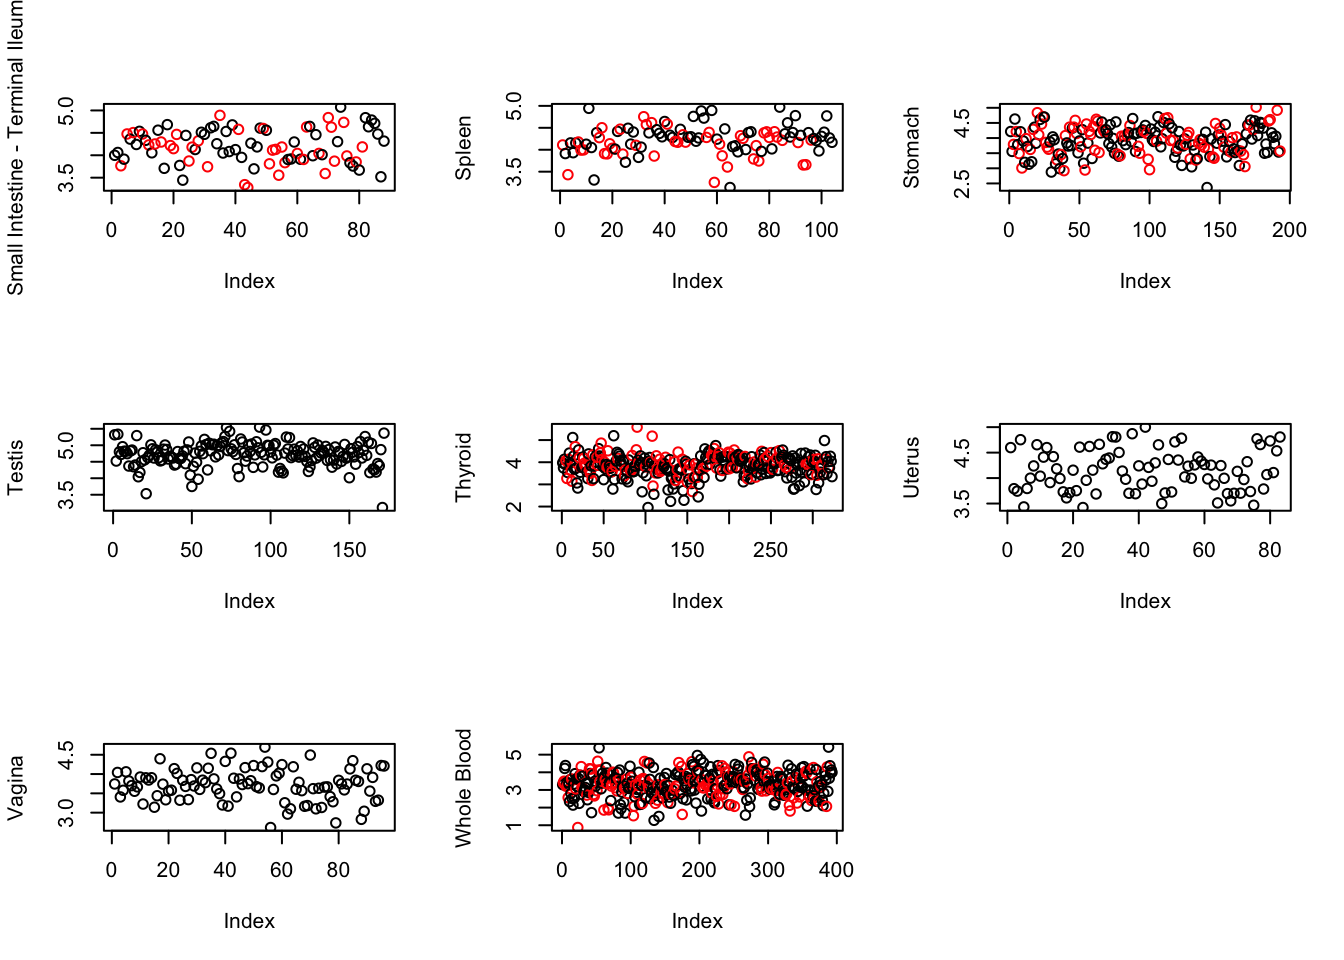 Small Intestine - Terminal Ileum
3.5 5.0
0 20 40 60 80
Index
Spleen
3.5 5.0
0 20 40 60 80 100
Index
Stomach
2.5 4.5
0 50 100 150 200
Index
Testis
3.5 5.0
0 50 100 150
Index
Thyroid
2 4
0 50 150 250
Index
Uterus
3.5 4.5
0 20 40 60 80
Index
Vagina
3.0 4.5
0 20 40 60 80
Index
Whole Blood
1 3 5
0 100 200 300 400
Index